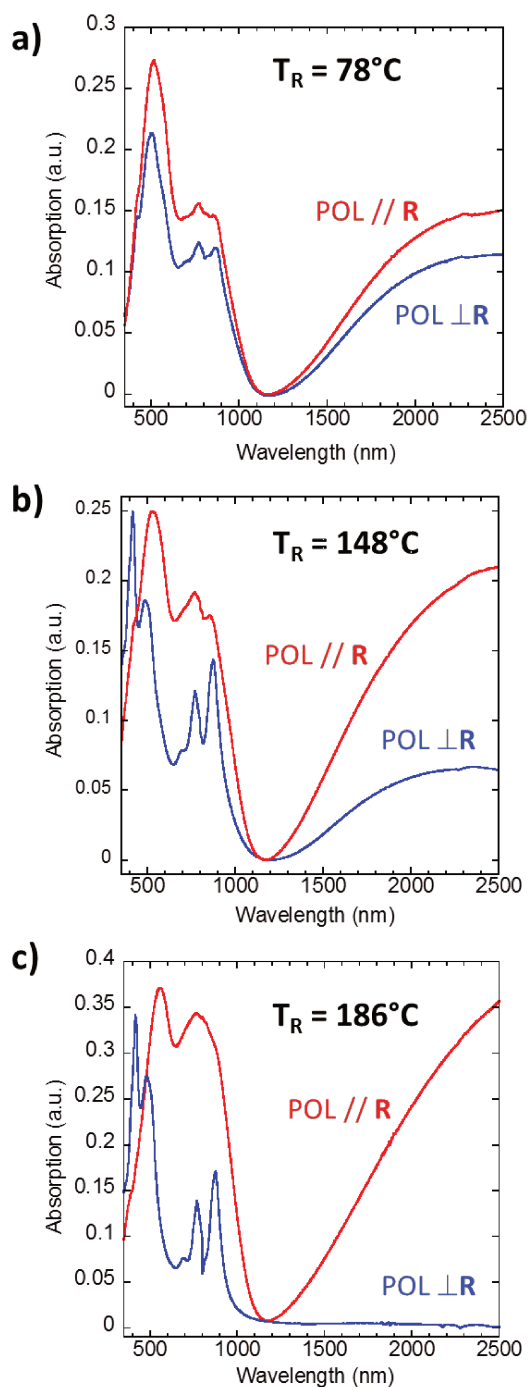 a)
T_R = 78°C
0.3
0.25
0.2
0.15
0.1
0.05
0
Absorption (a.u.)
POL // R
POL ⊥R
500 1000 1500 2000 2500
Wavelength (nm)
b)
T_R = 148°C
0.25
0.2
0.15
0.1
0.05
0
Absorption (a.u.)
POL // R
POL ⊥R
500 1000 1500 2000 2500
Wavelength (nm)
c)
T_R = 186°C
0.4
0.35
0.3
0.25
0.2
0.15
0.1
0.05
0
Absorption (a.u.)
POL // R
POL ⊥R
500 1000 1500 2000 2500
Wavelength (nm)